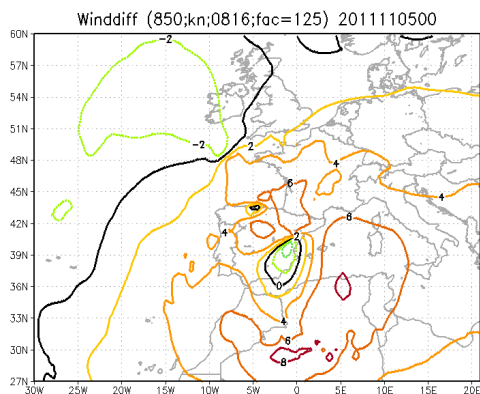 Winddiff (850;kn;0816;fac=125) 2011110500
60N
-2
57N
54N
51N
-2
2
4
48N
6
45N
4
4
6
42N
2
39N
0
36N
33N
4
6
30N
8
27N
30W 25W 20W 15W 10W 5W 0 5E 10E 15E 20E